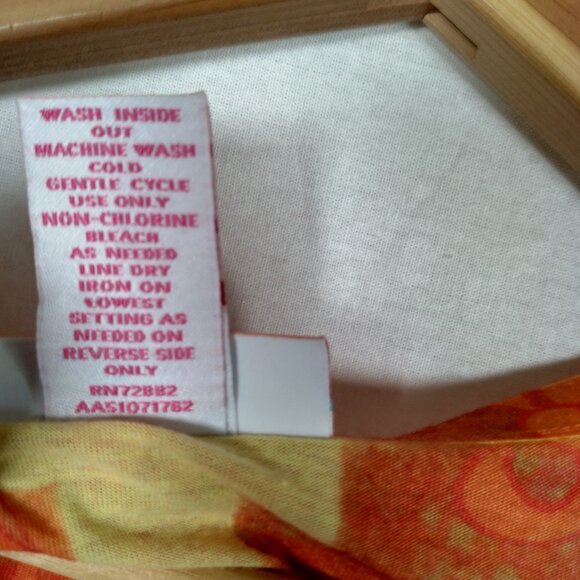 WASH INSIDE
OUT
MACHINE WASH
COLD
GENTLE CYCLE
USE ONLY
NON-CHLORINE
BLEACH
AS NEEDED
LINE DRY
IRON ON
LOWEST
SETTING AS
NEEDED ON
REVERSE SIDE
ONLY
RN72882
AA51071762